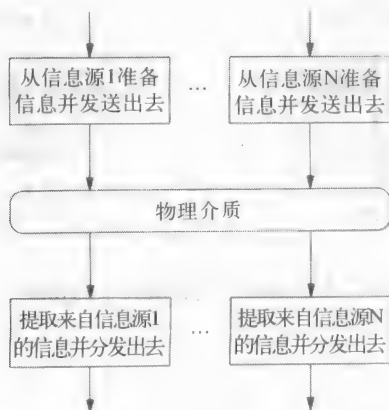 从信息源1准备
信息并发送出去
…
从信息源N准备
信息并发送出去
物理介质
提取来自信息源1
的信息并分发出去
…
提取来自信息源N
的信息并分发出去